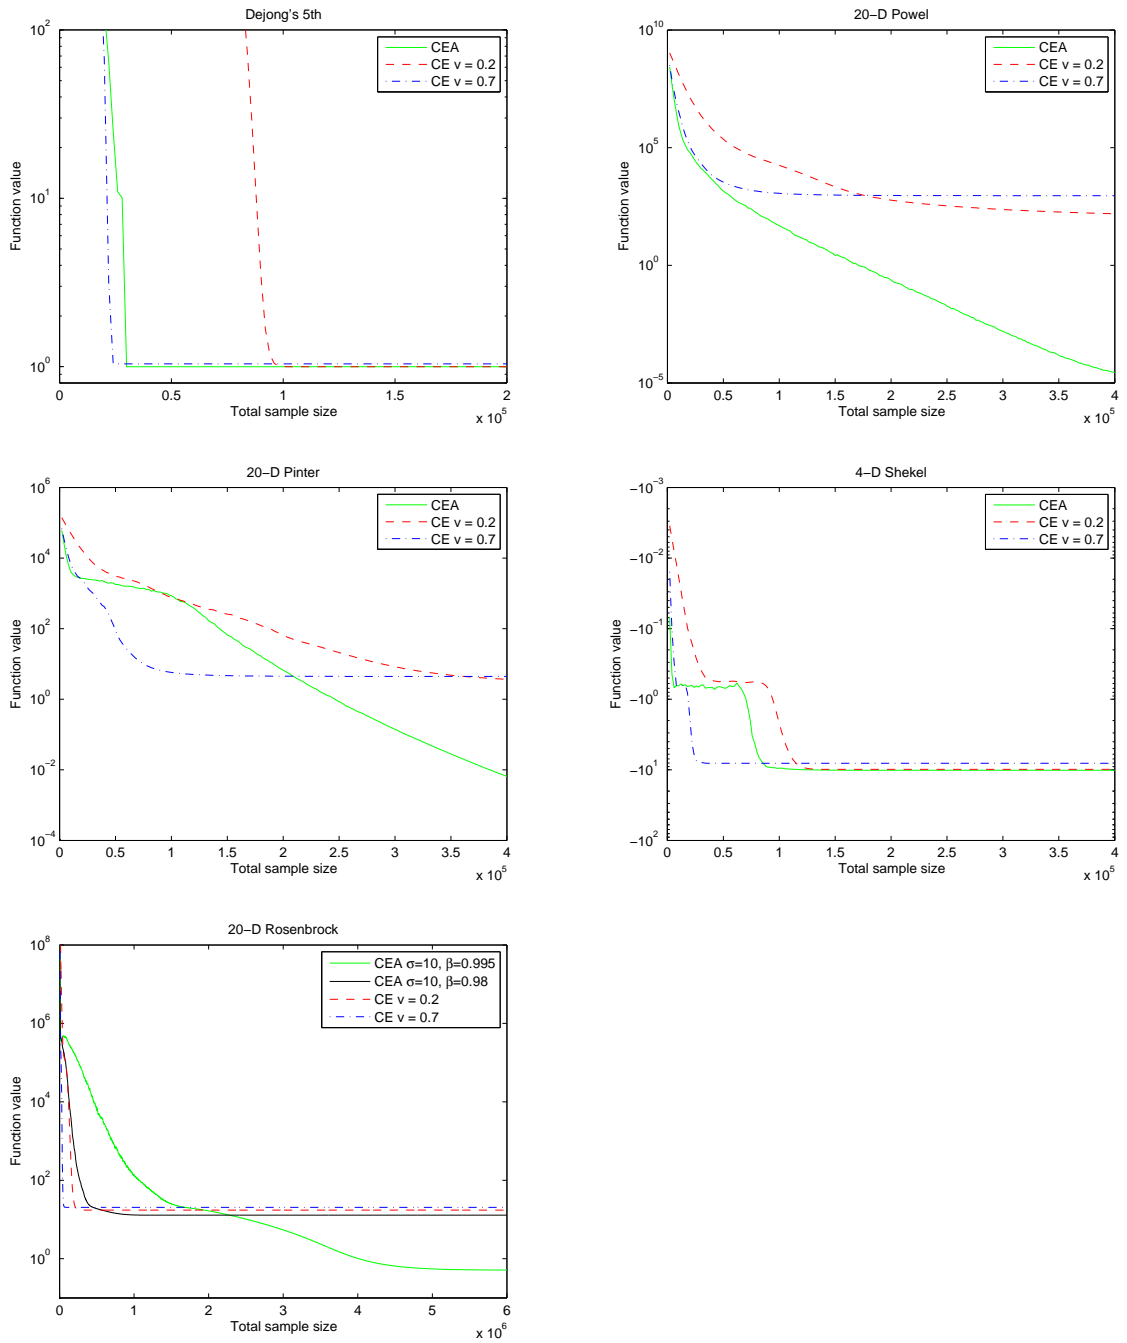 Dejong's 5th
10^2
10^1
10^0
Function value
CEA
CE v = 0.2
CE v = 0.7
0 0.5 1 1.5 2
Total sample size
x 10^5
20−D Powel
10^10
10^5
10^0
10^−5
Function value
CEA
CE v = 0.2
CE v = 0.7
0 0.5 1 1.5 2 2.5 3 3.5 4
Total sample size
x 10^5
20−D Pinter
10^6
10^4
10^2
10^0
10^−2
10^−4
Function value
CEA
CE v = 0.2
CE v = 0.7
0 0.5 1 1.5 2 2.5 3 3.5 4
Total sample size
x 10^5
4−D Shekel
−10^−3
−10^−2
−10^−1
−10^0
−10^1
−10^2
Function value
CEA
CE v = 0.2
CE v = 0.7
0 0.5 1 1.5 2 2.5 3 3.5 4
Total sample size
x 10^5
20−D Rosenbrock
10^8
10^6
10^4
10^2
10^0
Function value
CEA σ=10, β=0.995
CEA σ=10, β=0.98
CE v = 0.2
CE v = 0.7
0 1 2 3 4 5 6
Total sample size
x 10^6